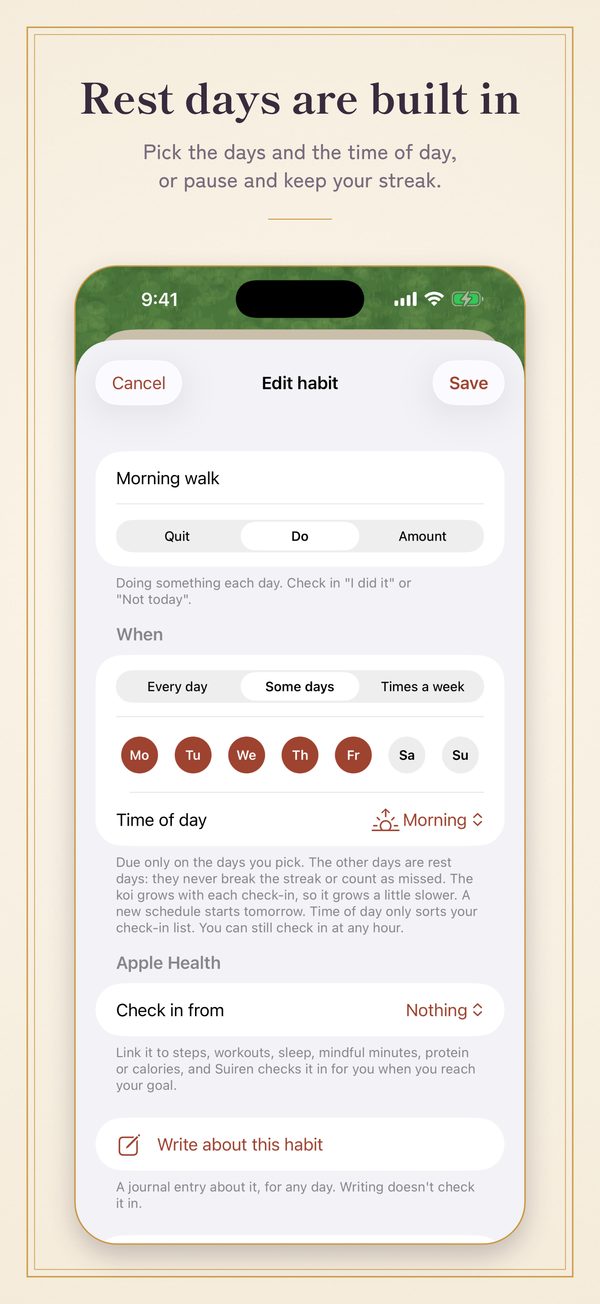 Rest days are built in
Pick the days and the time of day,
or pause and keep your streak.
9:41
Cancel
Edit habit
Save
Morning walk
Quit
Do
Amount
Doing something each day. Check in "I did it" or
"Not today".
When
Every day
Some days
Times a week
Mo
Tu
We
Th
Fr
Sa
Su
Time of day
Morning
Due only on the days you pick. The other days are rest
days: they never break the streak or count as missed. The
koi grows with each check-in, so it grows a little slower. A
new schedule starts tomorrow. Time of day only sorts your
check-in list. You can still check in at any hour.
Apple Health
Check in from
Nothing
Link it to steps, workouts, sleep, mindful minutes, protein
or calories, and Suiren checks it in for you when you reach
your goal.
Write about this habit
A journal entry about it, for any day. Writing doesn't check
it in.